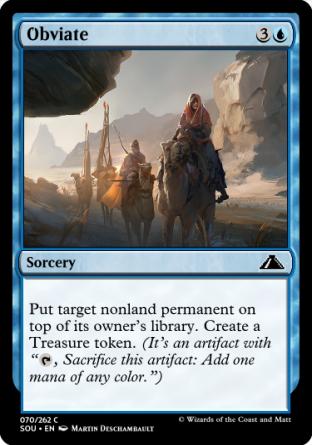 Obviate 3
Sorcery
Put target nonland permanent on
top of its owner's library. Create a
Treasure token. (It's an artifact with
“, Sacrifice this artifact: Add one
mana of any color.”)
070/262 C
SOU • EN Martin Deschambault
© Wizards of the Coast and Matt